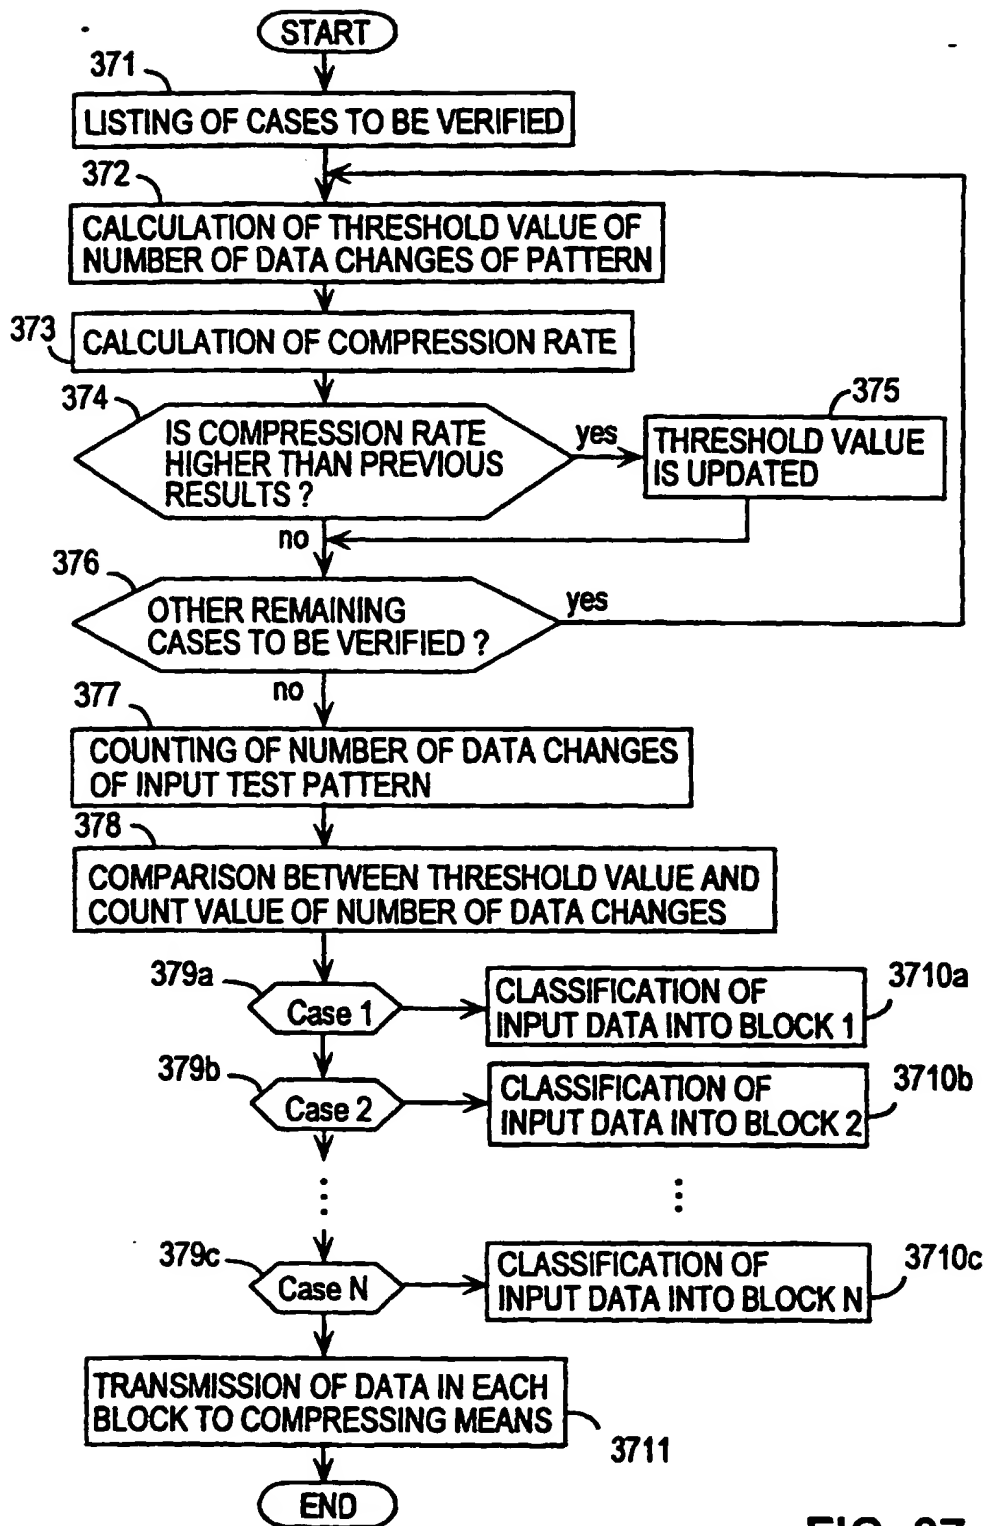 START
371
LISTING OF CASES TO BE VERIFIED
372
CALCULATION OF THRESHOLD VALUE OF
NUMBER OF DATA CHANGES OF PATTERN
373
CALCULATION OF COMPRESSION RATE
374
IS COMPRESSION RATE
HIGHER THAN PREVIOUS
RESULTS ?
yes
375
THRESHOLD VALUE
IS UPDATED
no
376
OTHER REMAINING
CASES TO BE VERIFIED ?
yes
no
377
COUNTING OF NUMBER OF DATA CHANGES
OF INPUT TEST PATTERN
378
COMPARISON BETWEEN THRESHOLD VALUE AND
COUNT VALUE OF NUMBER OF DATA CHANGES
379a
Case 1
CLASSIFICATION OF
INPUT DATA INTO BLOCK 1
3710a
379b
Case 2
CLASSIFICATION OF
INPUT DATA INTO BLOCK 2
3710b
379c
Case N
CLASSIFICATION OF
INPUT DATA INTO BLOCK N
3710c
TRANSMISSION OF DATA IN EACH
BLOCK TO COMPRESSING MEANS
3711
END